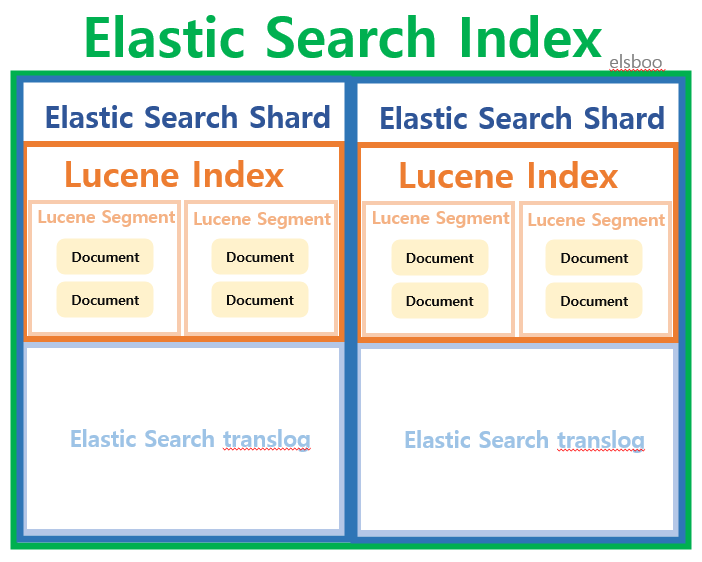 Elastic Search Index
elsboo
Elastic Search Shard
Lucene Index
Lucene Segment
Document
Document
Lucene Segment
Document
Document
Elastic Search translog
Elastic Search Shard
Lucene Index
Lucene Segment
Document
Document
Lucene Segment
Document
Document
Elastic Search translog